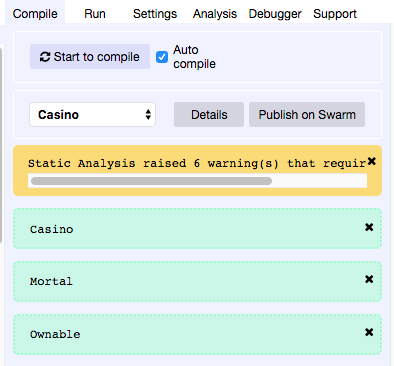 Compile Run Settings Analysis Debugger Support
Start to compile Auto
compile
Casino Details Publish on Swarm
Static Analysis raised 6 warning(s) that requir
Casino
Mortal
Ownable